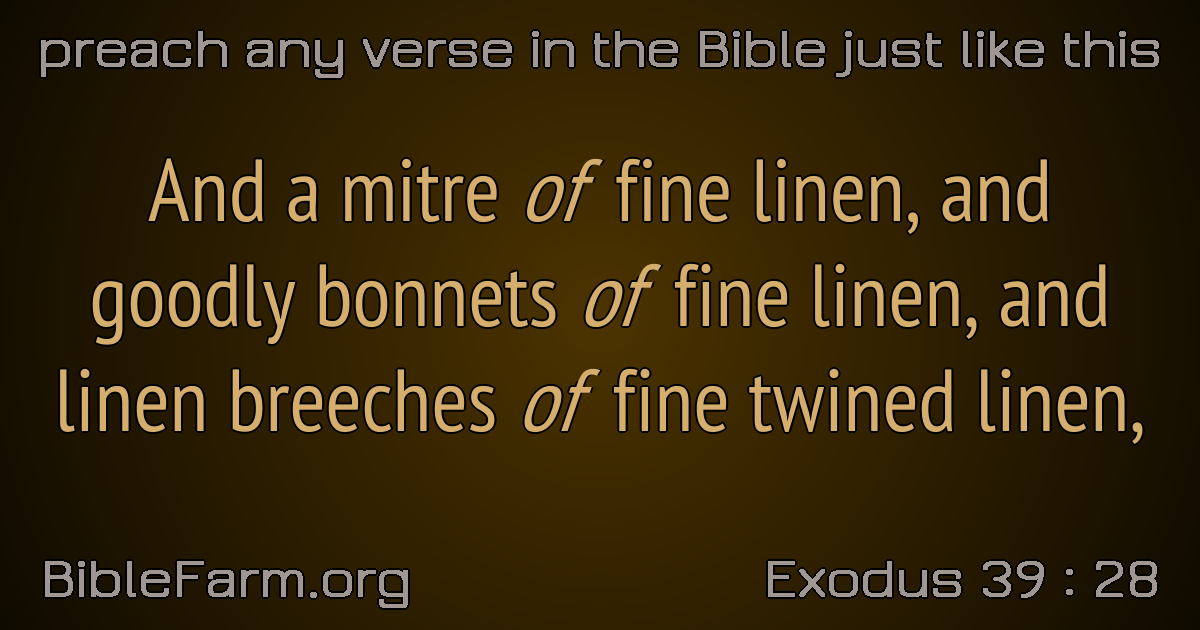 preach any verse in the Bible just like this
And a mitre of fine linen, and
goodly bonnets of fine linen, and
linen breeches of fine twined linen,
BibleFarm.org
Exodus 39 : 28